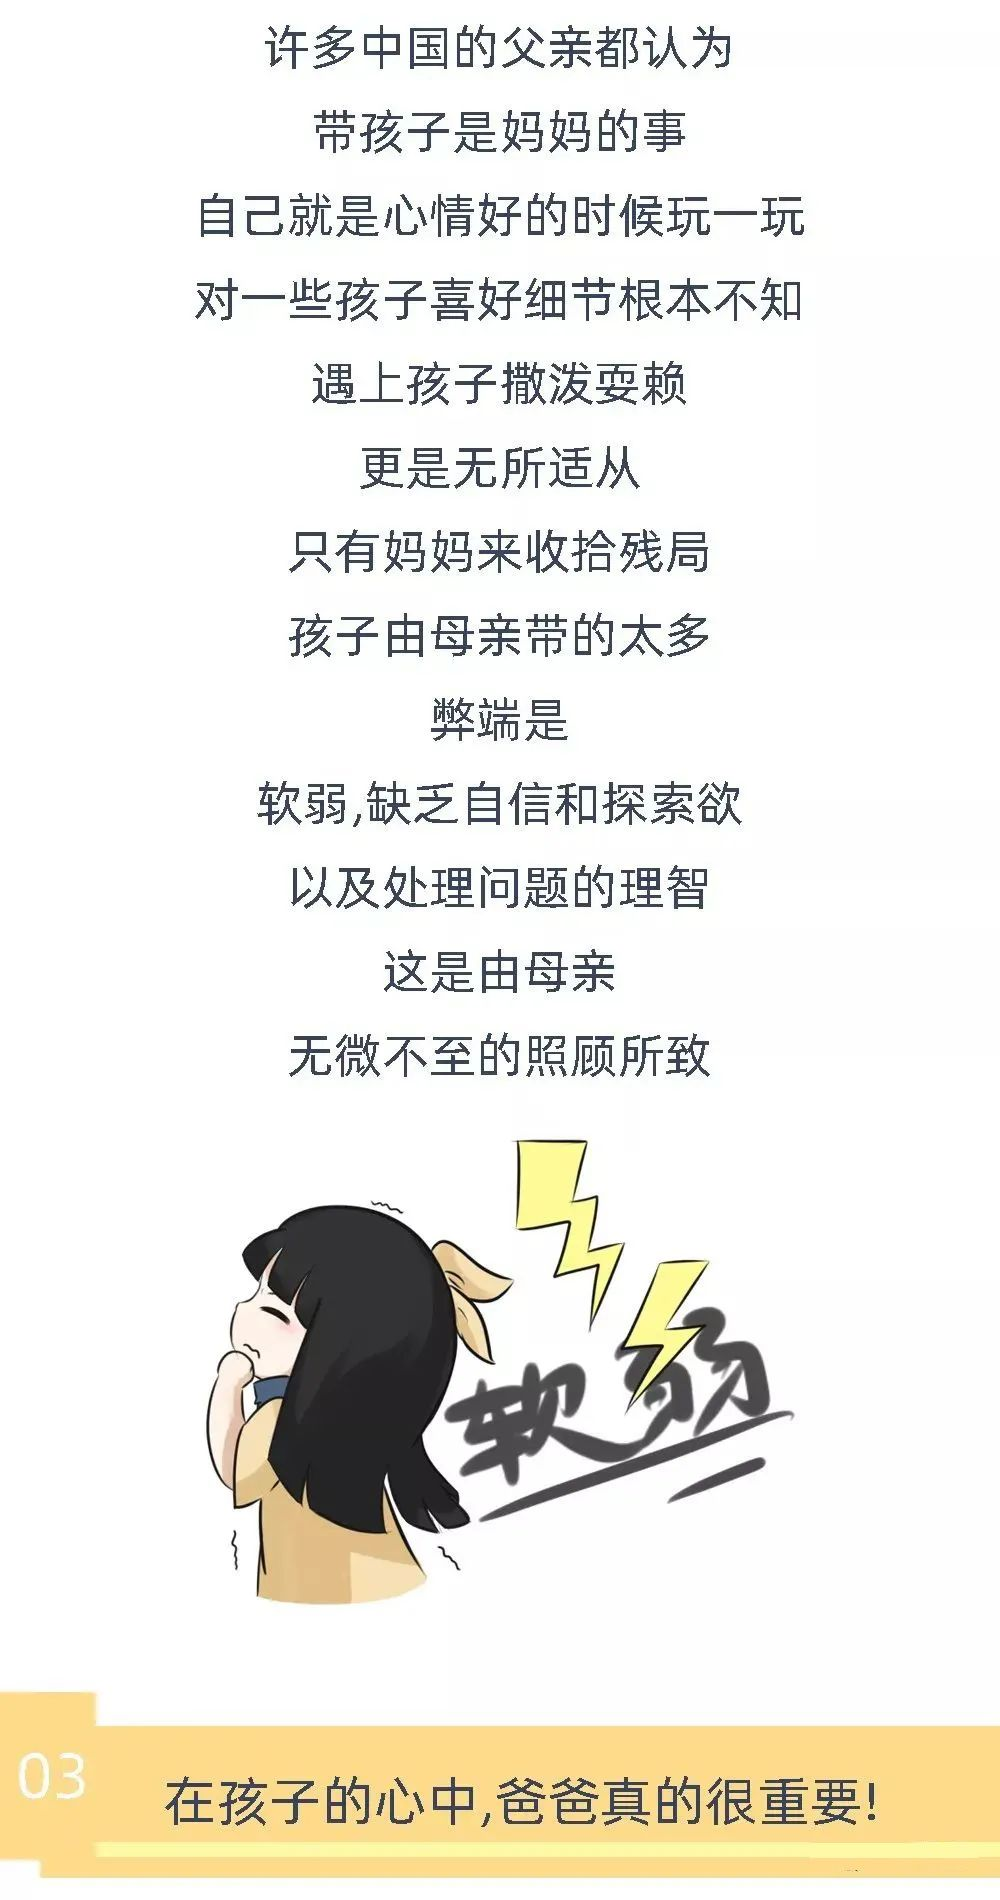 许多中国的父亲都认为
带孩子是妈妈的事
自己就是心情好的时候玩一玩
对一些孩子喜好细节根本不知
遇上孩子撒泼耍赖
更是无所适从
只有妈妈来收拾残局
孩子由母亲带的太多
弊端是
软弱,缺乏自信和探索欲
以及处理问题的理智
这是由母亲
无微不至的照顾所致
软弱
03
在孩子的心中,爸爸真的很重要!